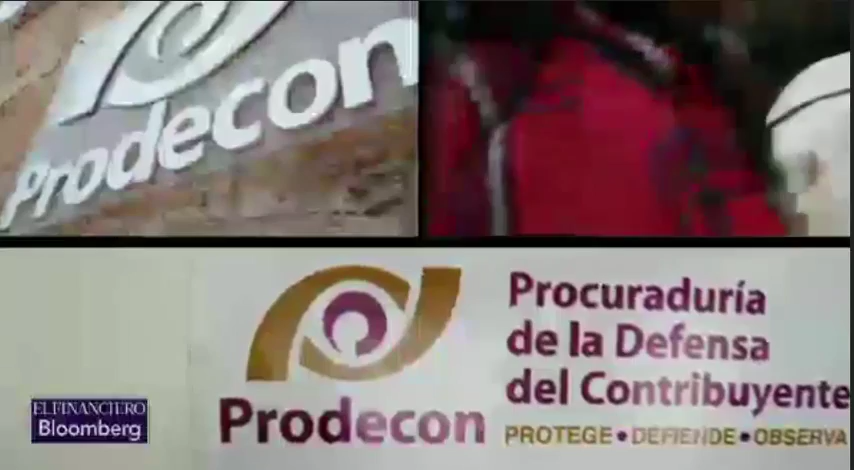 Prodecon
Prodecon
Procuraduría
de la Defensa
del Contribuyente
PROTEGE • DEFIENDE • OBSERVA
EL FINANCIERO
Bloomberg